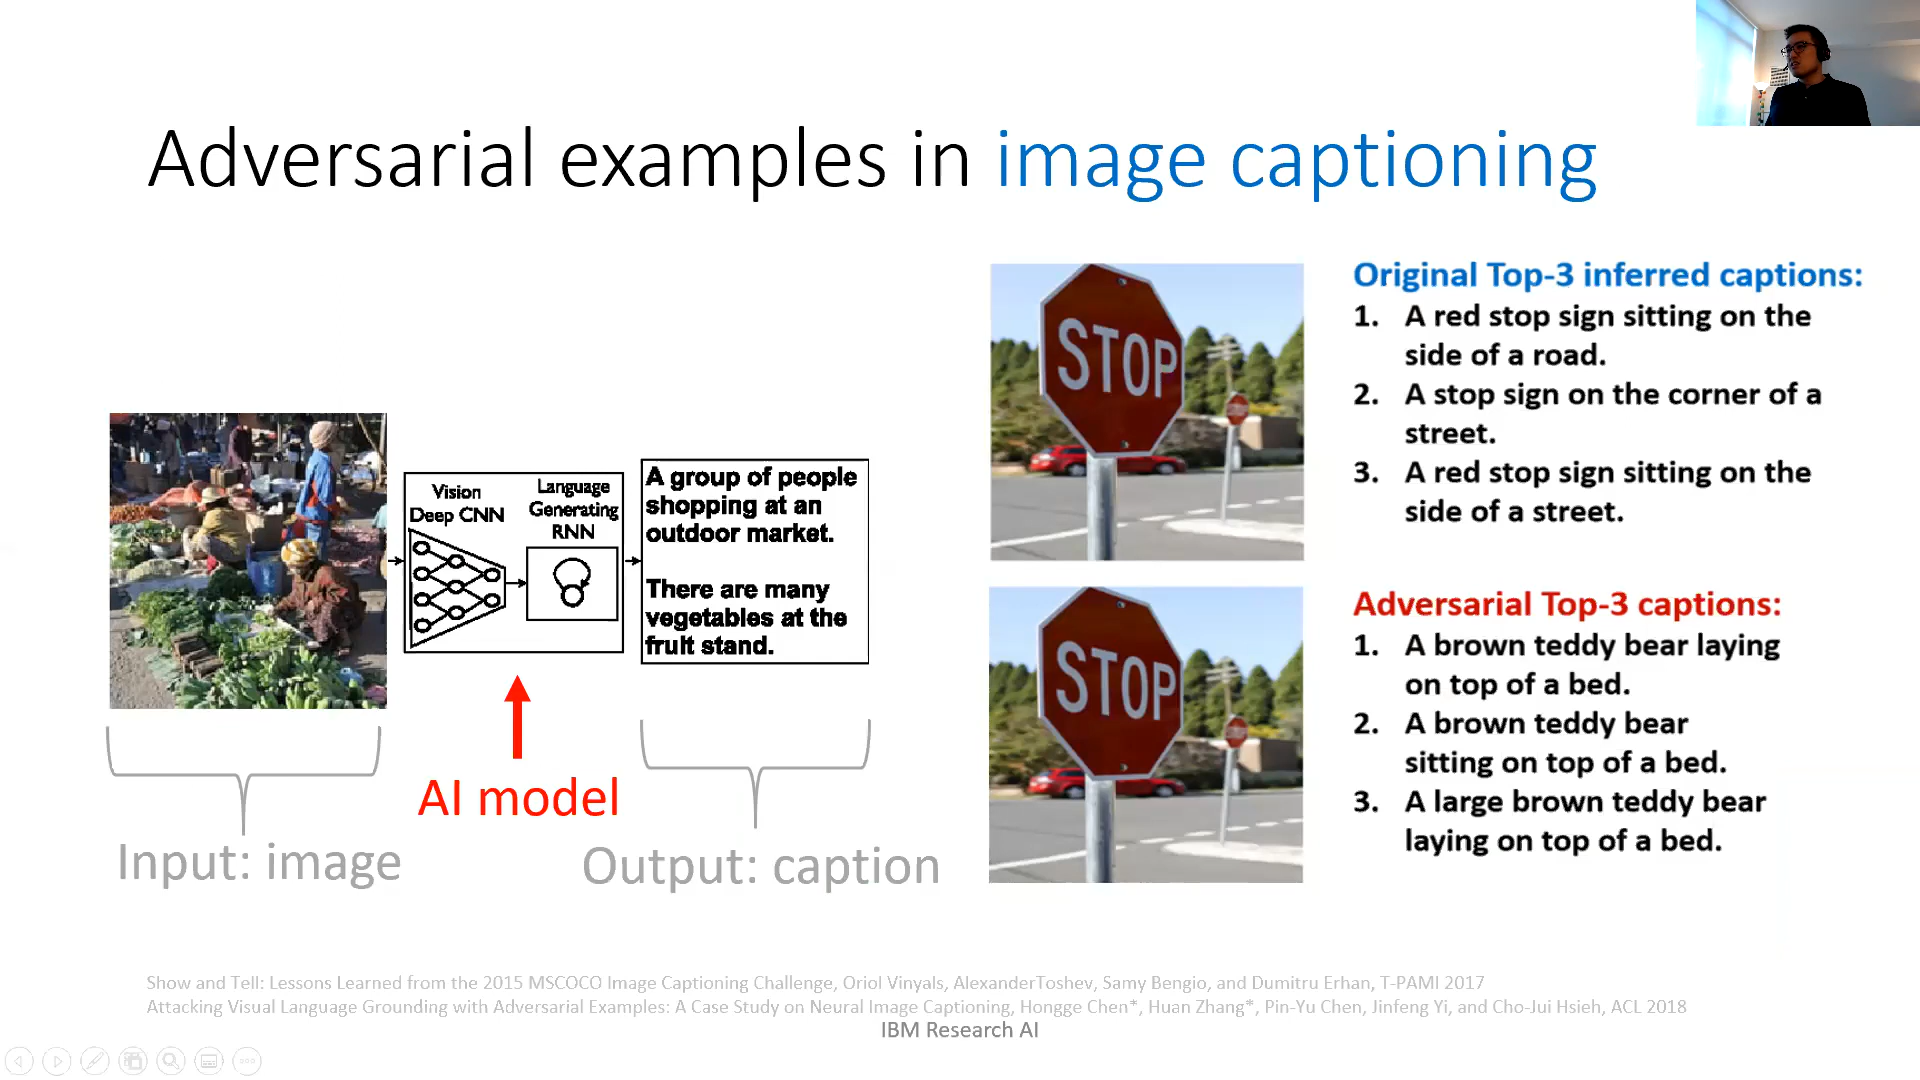 Adversarial examples in image captioning
Vision
Deep CNN
Language
Generating
RNN
A group of people
shopping at an
outdoor market.
There are many
vegetables at the
fruit stand.
AI model
Input: image
Output: caption
STOP
STOP
Original Top-3 inferred captions:
1. A red stop sign sitting on the
side of a road.
2. A stop sign on the corner of a
street.
3. A red stop sign sitting on the
side of a street.
Adversarial Top-3 captions:
1. A brown teddy bear laying
on top of a bed.
2. A brown teddy bear
sitting on top of a bed.
3. A large brown teddy bear
laying on top of a bed.
Show and Tell: Lessons Learned from the 2015 MSCOCO Image Captioning Challenge, Oriol Vinyals, AlexanderToshev, Samy Bengio, and Dumitru Erhan, T-PAMI 2017
Attacking Visual Language Grounding with Adversarial Examples: A Case Study on Neural Image Captioning, Hongge Chen*, Huan Zhang*, Pin-Yu Chen, Jinfeng Yi, and Cho-Jui Hsieh, ACL 2018
IBM Research AI